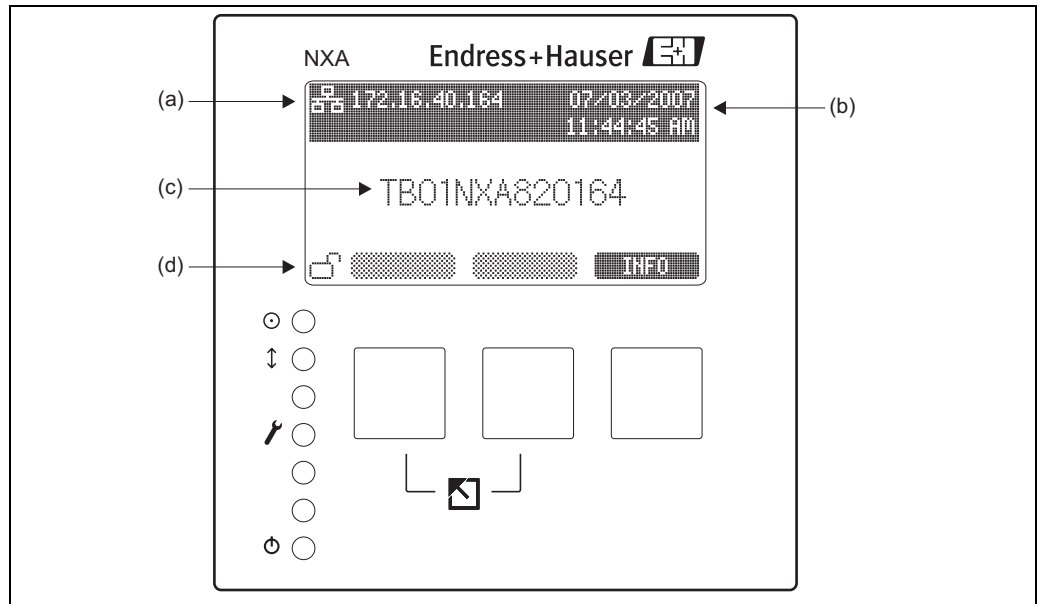 NXA Endress+Hauser
(a) 172.16.40.164 07/03/2007 (b)
11:44:45 AM
(c) TB01NXA820164
(d) INFO